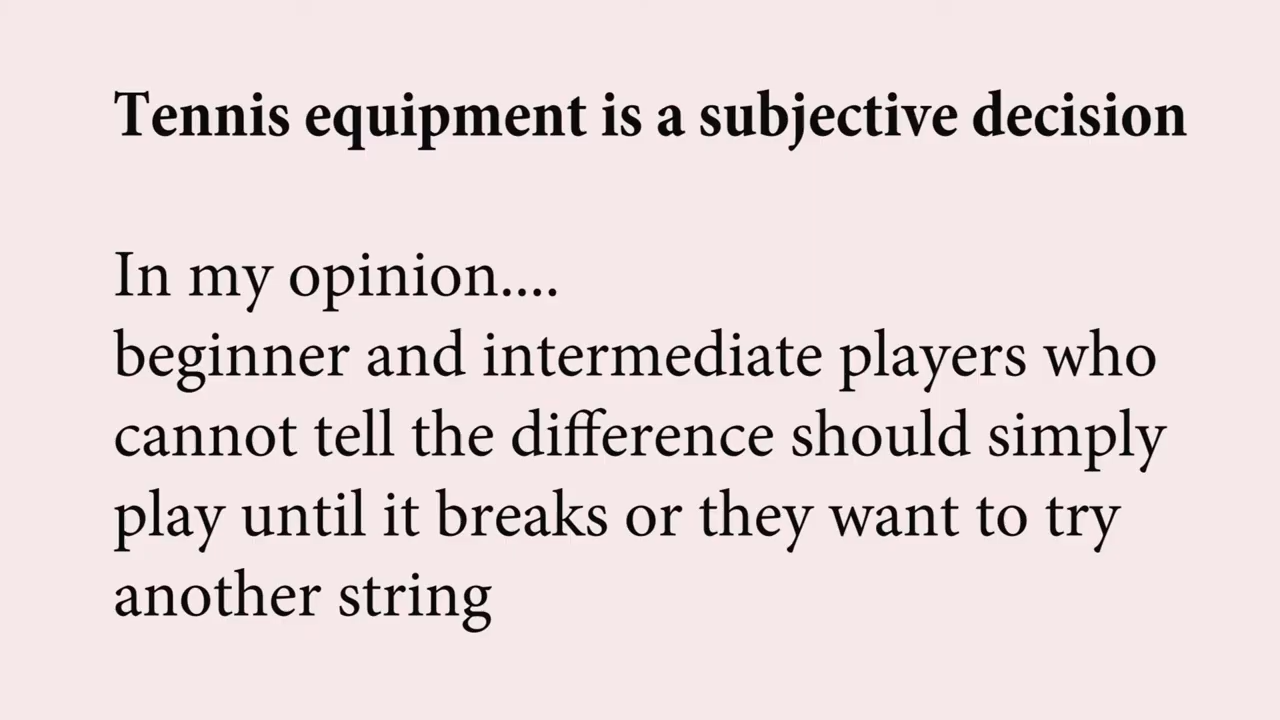 Tennis equipment is a subjective decision
In my opinion....
beginner and intermediate players who
cannot tell the difference should simply
play until it breaks or they want to try
another string